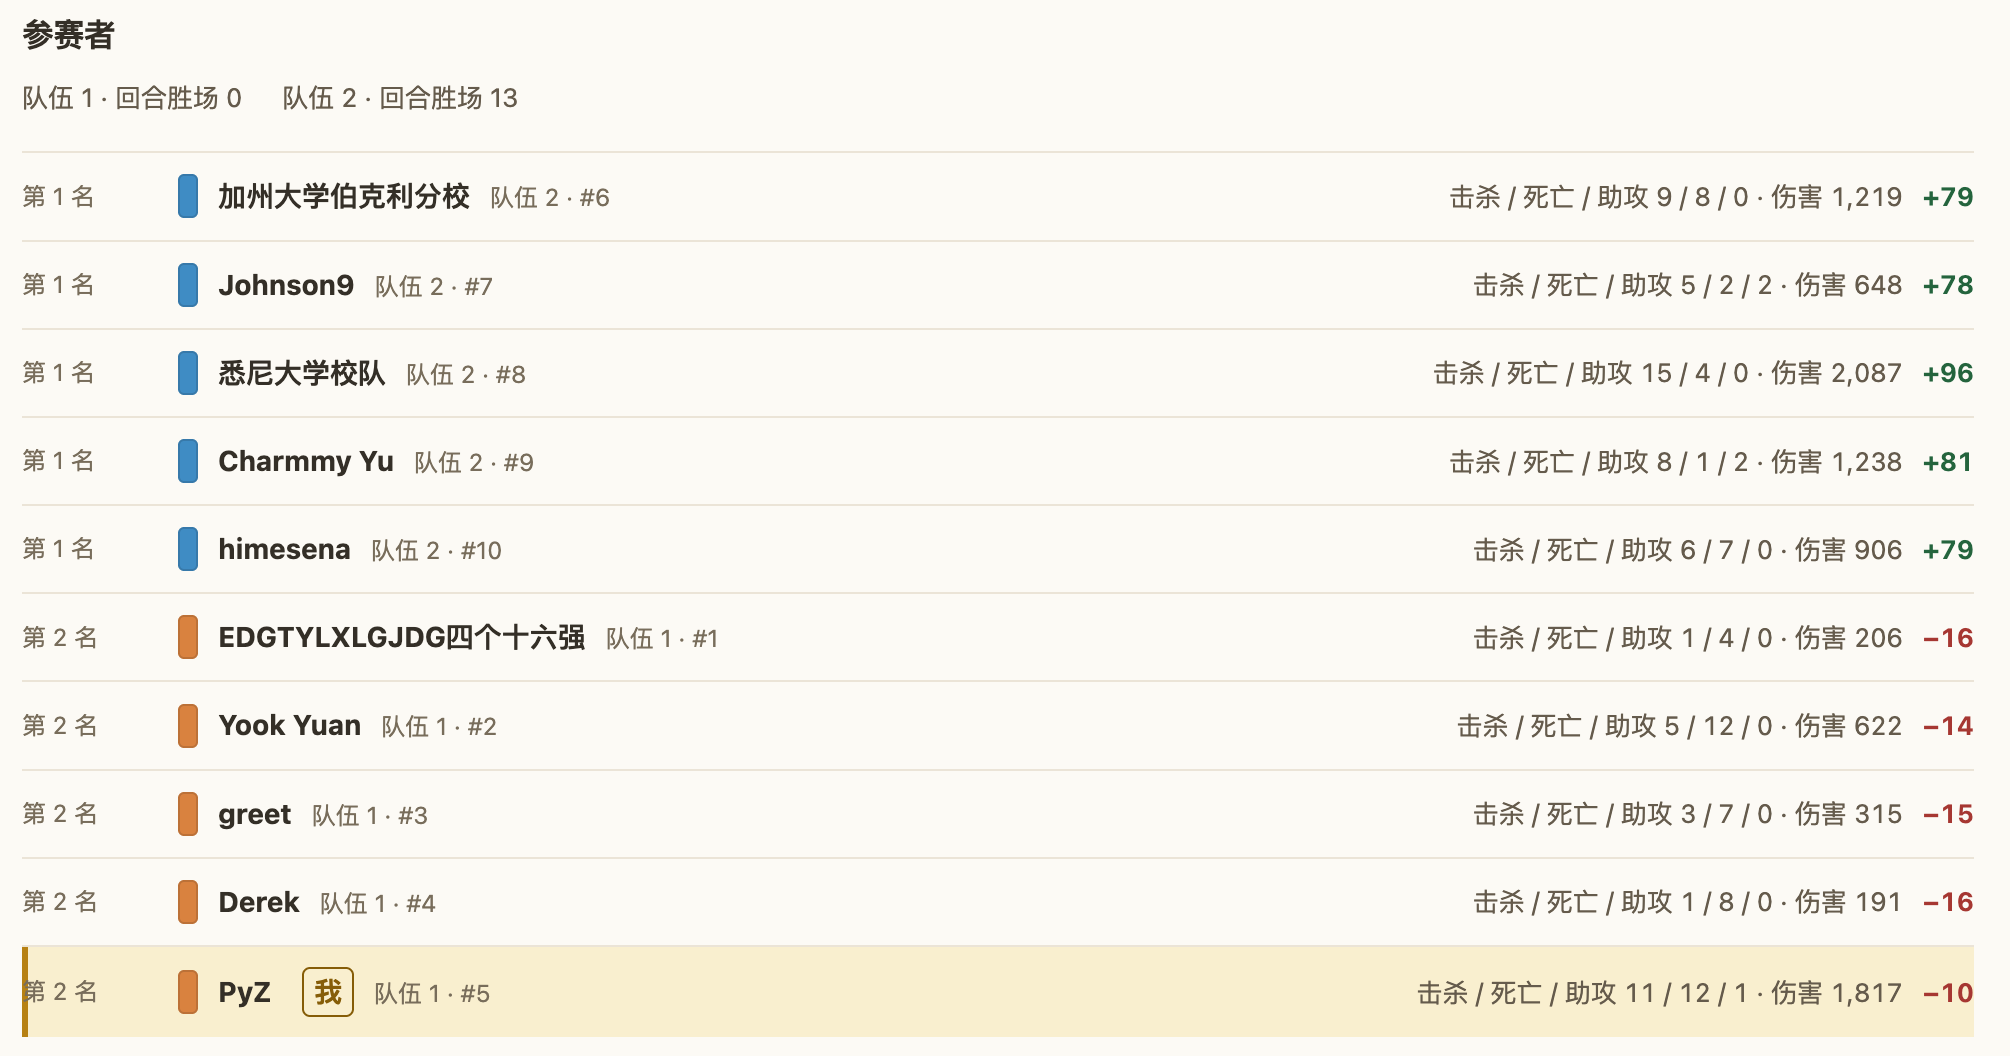 参赛者
队伍 1 · 回合胜场 0 队伍 2 · 回合胜场 13
第 1 名 加州大学伯克利分校 队伍 2 · #6 击杀 / 死亡 / 助攻 9 / 8 / 0 · 伤害 1,219 +79
第 1 名 Johnson9 队伍 2 · #7 击杀 / 死亡 / 助攻 5 / 2 / 2 · 伤害 648 +78
第 1 名 悉尼大学校队 队伍 2 · #8 击杀 / 死亡 / 助攻 15 / 4 / 0 · 伤害 2,087 +96
第 1 名 Charmmy Yu 队伍 2 · #9 击杀 / 死亡 / 助攻 8 / 1 / 2 · 伤害 1,238 +81
第 1 名 himesena 队伍 2 · #10 击杀 / 死亡 / 助攻 6 / 7 / 0 · 伤害 906 +79
第 2 名 EDGTYLXLGJDG四个十六强 队伍 1 · #1 击杀 / 死亡 / 助攻 1 / 4 / 0 · 伤害 206 −16
第 2 名 Yook Yuan 队伍 1 · #2 击杀 / 死亡 / 助攻 5 / 12 / 0 · 伤害 622 −14
第 2 名 greet 队伍 1 · #3 击杀 / 死亡 / 助攻 3 / 7 / 0 · 伤害 315 −15
第 2 名 Derek 队伍 1 · #4 击杀 / 死亡 / 助攻 1 / 8 / 0 · 伤害 191 −16
第 2 名 PyZ 我 队伍 1 · #5 击杀 / 死亡 / 助攻 11 / 12 / 1 · 伤害 1,817 −10